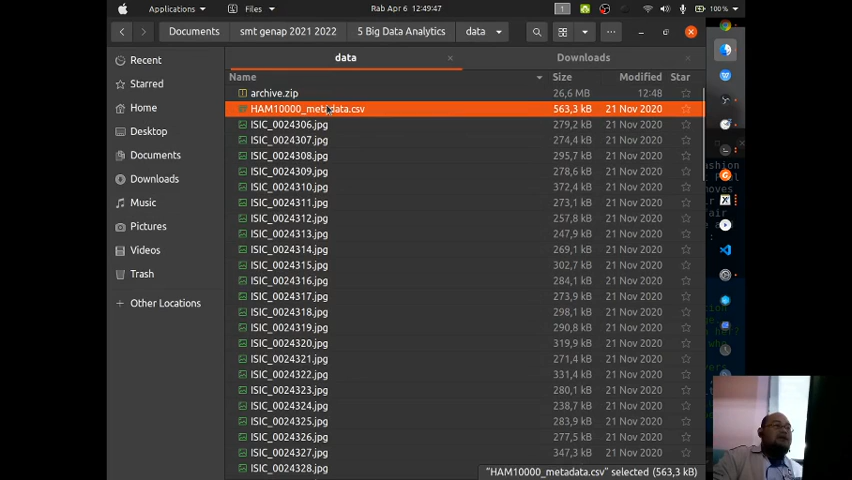 Applications
Files
Rab Apr 6 12:49:47
1
100%
Documents
smt genap 2021 2022
5 Big Data Analytics
data
data
Downloads
Recent
Starred
Home
Desktop
Documents
Downloads
Music
Pictures
Videos
Trash
+ Other Locations
Name Size Modified Star
archive.zip 26,6 MB 12:48
HAM10000_metadata.csv 563,3 kB 21 Nov 2020
ISIC_0024306.jpg 279,2 kB 21 Nov 2020
ISIC_0024307.jpg 274,4 kB 21 Nov 2020
ISIC_0024308.jpg 295,7 kB 21 Nov 2020
ISIC_0024309.jpg 278,6 kB 21 Nov 2020
ISIC_0024310.jpg 372,4 kB 21 Nov 2020
ISIC_0024311.jpg 273,1 kB 21 Nov 2020
ISIC_0024312.jpg 257,8 kB 21 Nov 2020
ISIC_0024313.jpg 247,9 kB 21 Nov 2020
ISIC_0024314.jpg 269,1 kB 21 Nov 2020
ISIC_0024315.jpg 302,7 kB 21 Nov 2020
ISIC_0024316.jpg 284,1 kB 21 Nov 2020
ISIC_0024317.jpg 273,9 kB 21 Nov 2020
ISIC_0024318.jpg 298,1 kB 21 Nov 2020
ISIC_0024319.jpg 290,8 kB 21 Nov 2020
ISIC_0024320.jpg 319,9 kB 21 Nov 2020
ISIC_0024321.jpg 271,4 kB 21 Nov 2020
ISIC_0024322.jpg 331,4 kB 21 Nov 2020
ISIC_0024323.jpg 280,1 kB 21 Nov 2020
ISIC_0024324.jpg 238,7 kB 21 Nov 2020
ISIC_0024325.jpg 283,9 kB 21 Nov 2020
ISIC_0024326.jpg 277,5 kB 21 Nov 2020
ISIC_0024327.jpg 347,3 kB 21 Nov 2020
ISIC_0024328.jpg
"HAM10000_metadata.csv" selected (563,3 kB)